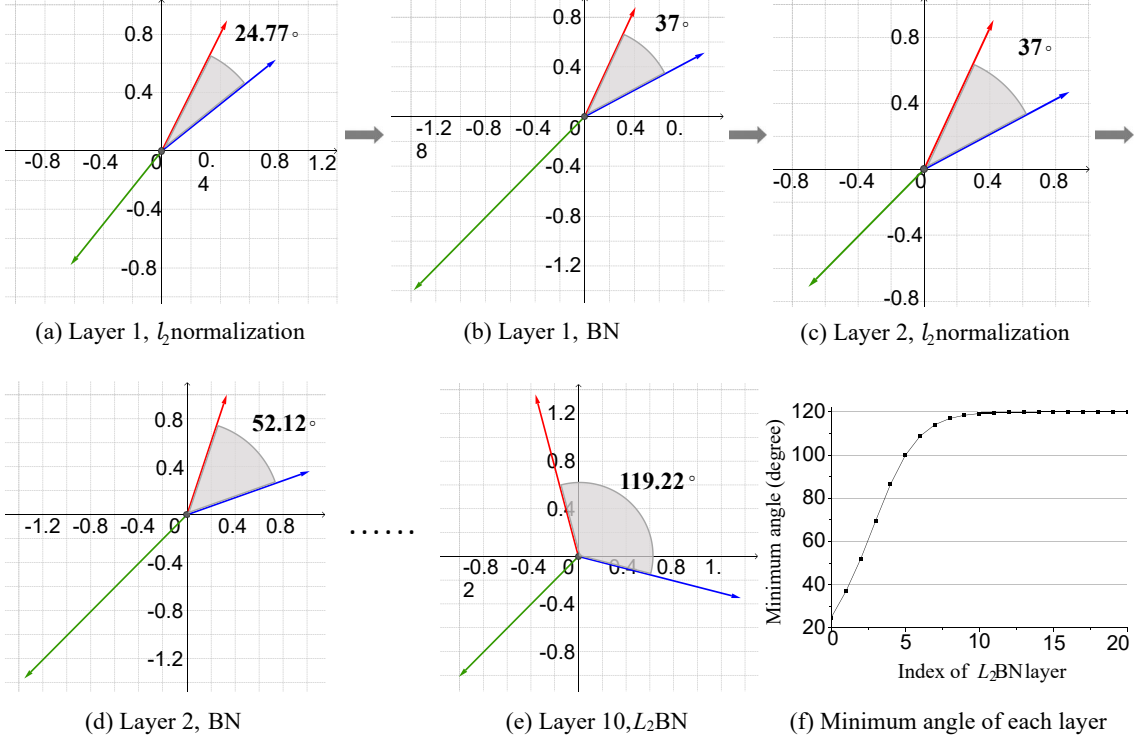 0.8
24.77°
0.4
-0.8 -0.4 0 0. 0.8 1.2
4
-0.4
-0.8
(a) Layer 1, l₂normalization
0.8
37°
0.4
-1.2 -0.8 -0.4 0 0.4 0.
8
-0.4
-0.8
-1.2
(b) Layer 1, BN
0.8
37°
0.4
-0.8 -0.4 0 0.4 0.8
-0.4
-0.8
(c) Layer 2, l₂normalization
0.8
52.12°
0.4
-1.2 -0.8 -0.4 0 0.4 0.8
-0.4
-0.8
-1.2
(d) Layer 2, BN
......
1.2
0.8
119.22°
0.4
-0.8 -0.4 0 0.4 0.8 1.
2
-0.4
-0.8
(e) Layer 10,L₂BN
Minimum angle (degree)
120
100
80
60
40
20
0 5 10 15 20
Index of L₂BN layer
(f) Minimum angle of each layer